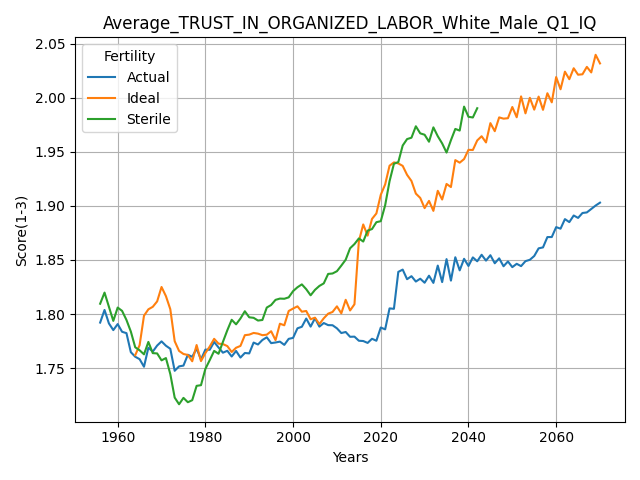 Average_TRUST_IN_ORGANIZED_LABOR_White_Male_Q1_IQ
Fertility
Actual
Ideal
Sterile
2.05
2.00
1.95
1.90
1.85
1.80
1.75
Score(1-3)
1960
1980
2000
2020
2040
2060
Years